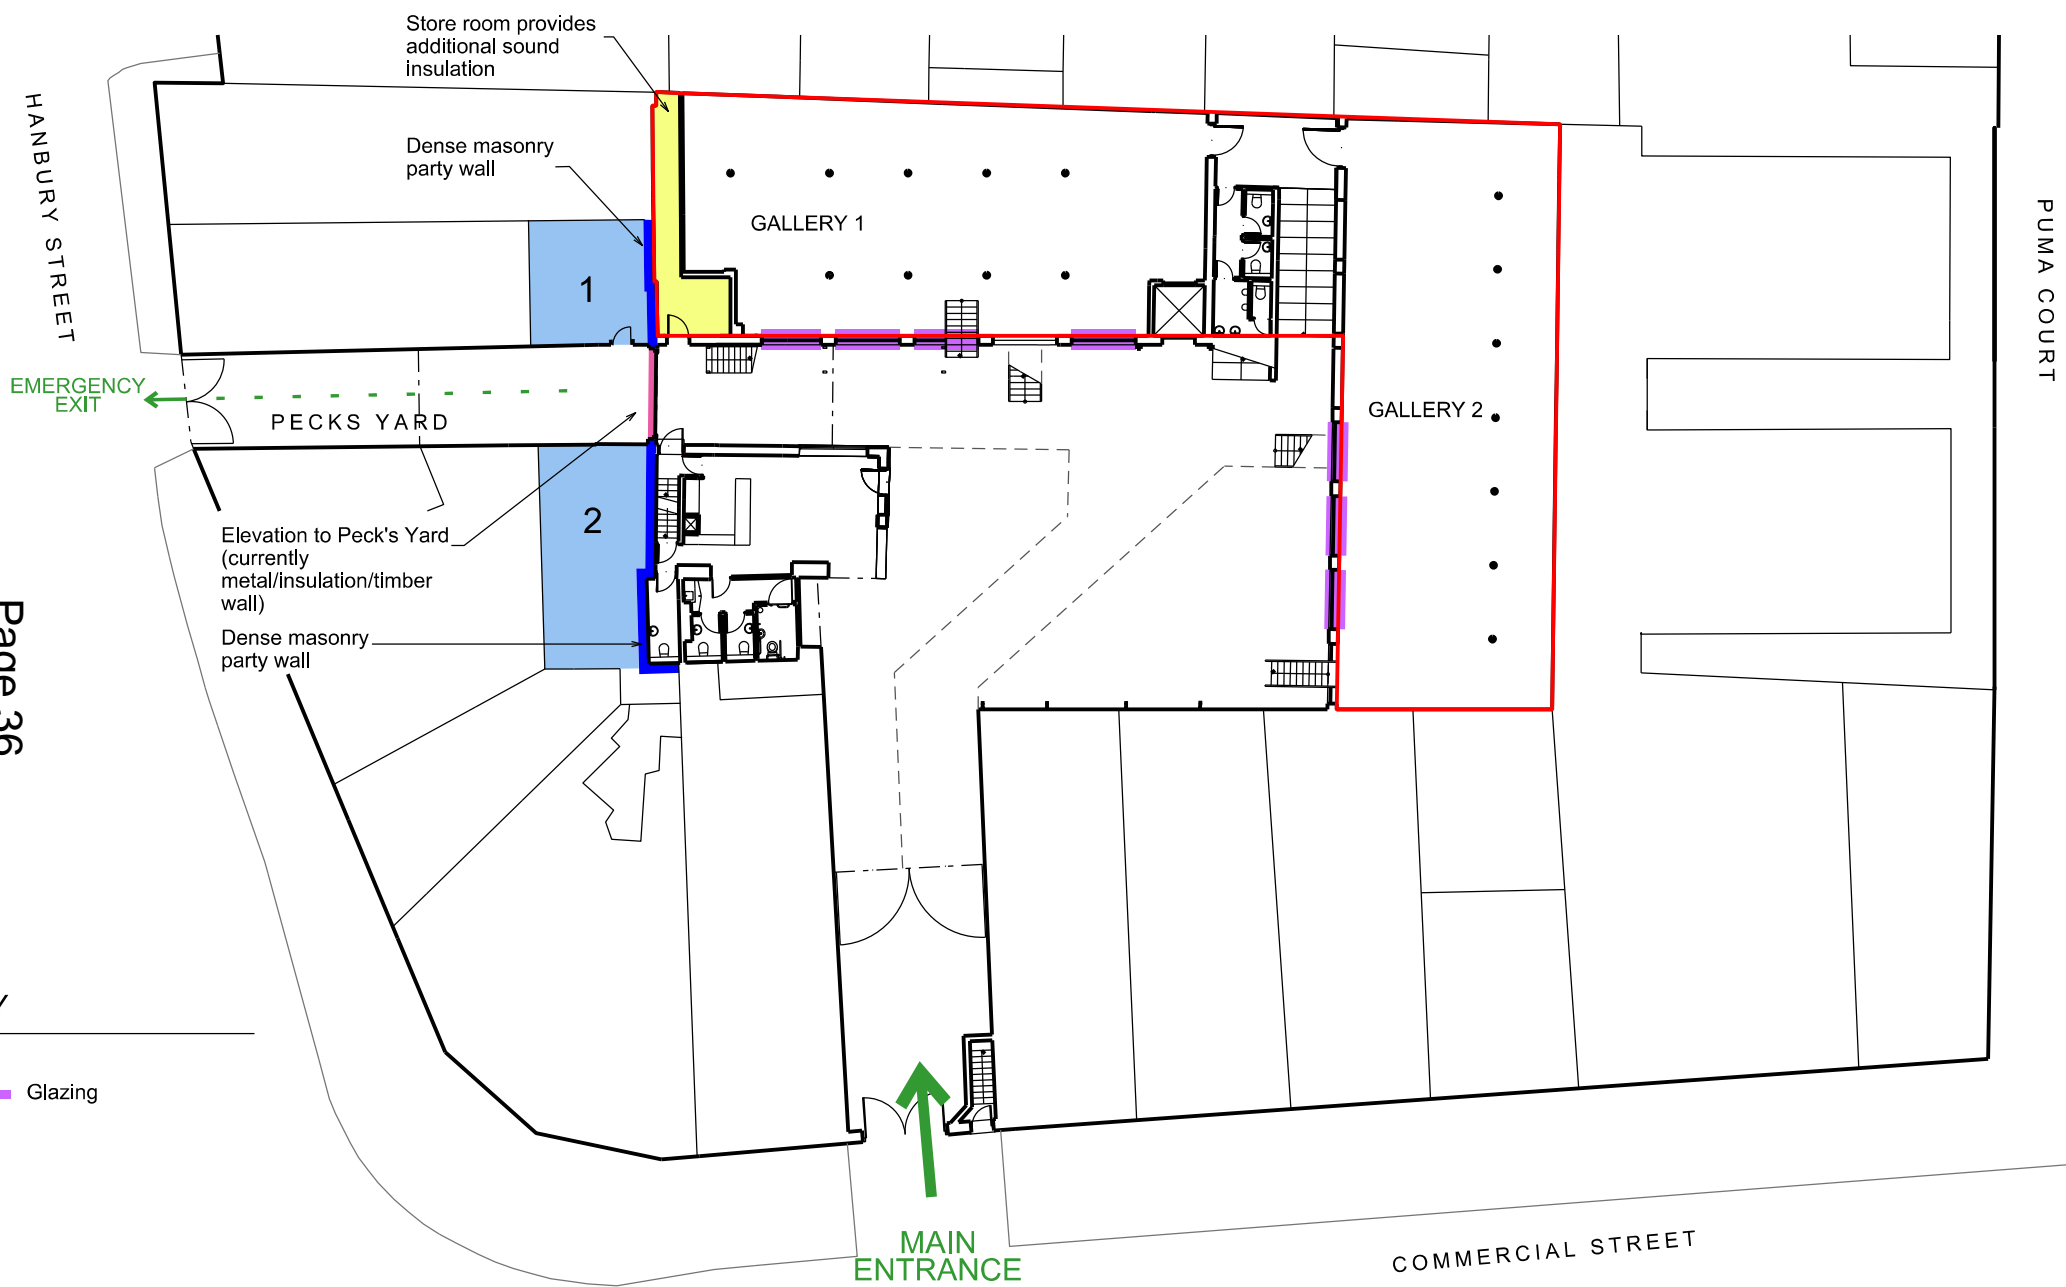 Store room provides
additional sound
insulation
HANBURY STREET
Dense masonry
party wall
GALLERY 1
1
PUMA COURT
EMERGENCY
EXIT
PECKS YARD
GALLERY 2
2
Elevation to Peck's Yard
(currently
metal/insulation/timber
wall)
Dense masonry
party wall
Page 36
Glazing
MAIN
ENTRANCE
COMMERCIAL STREET